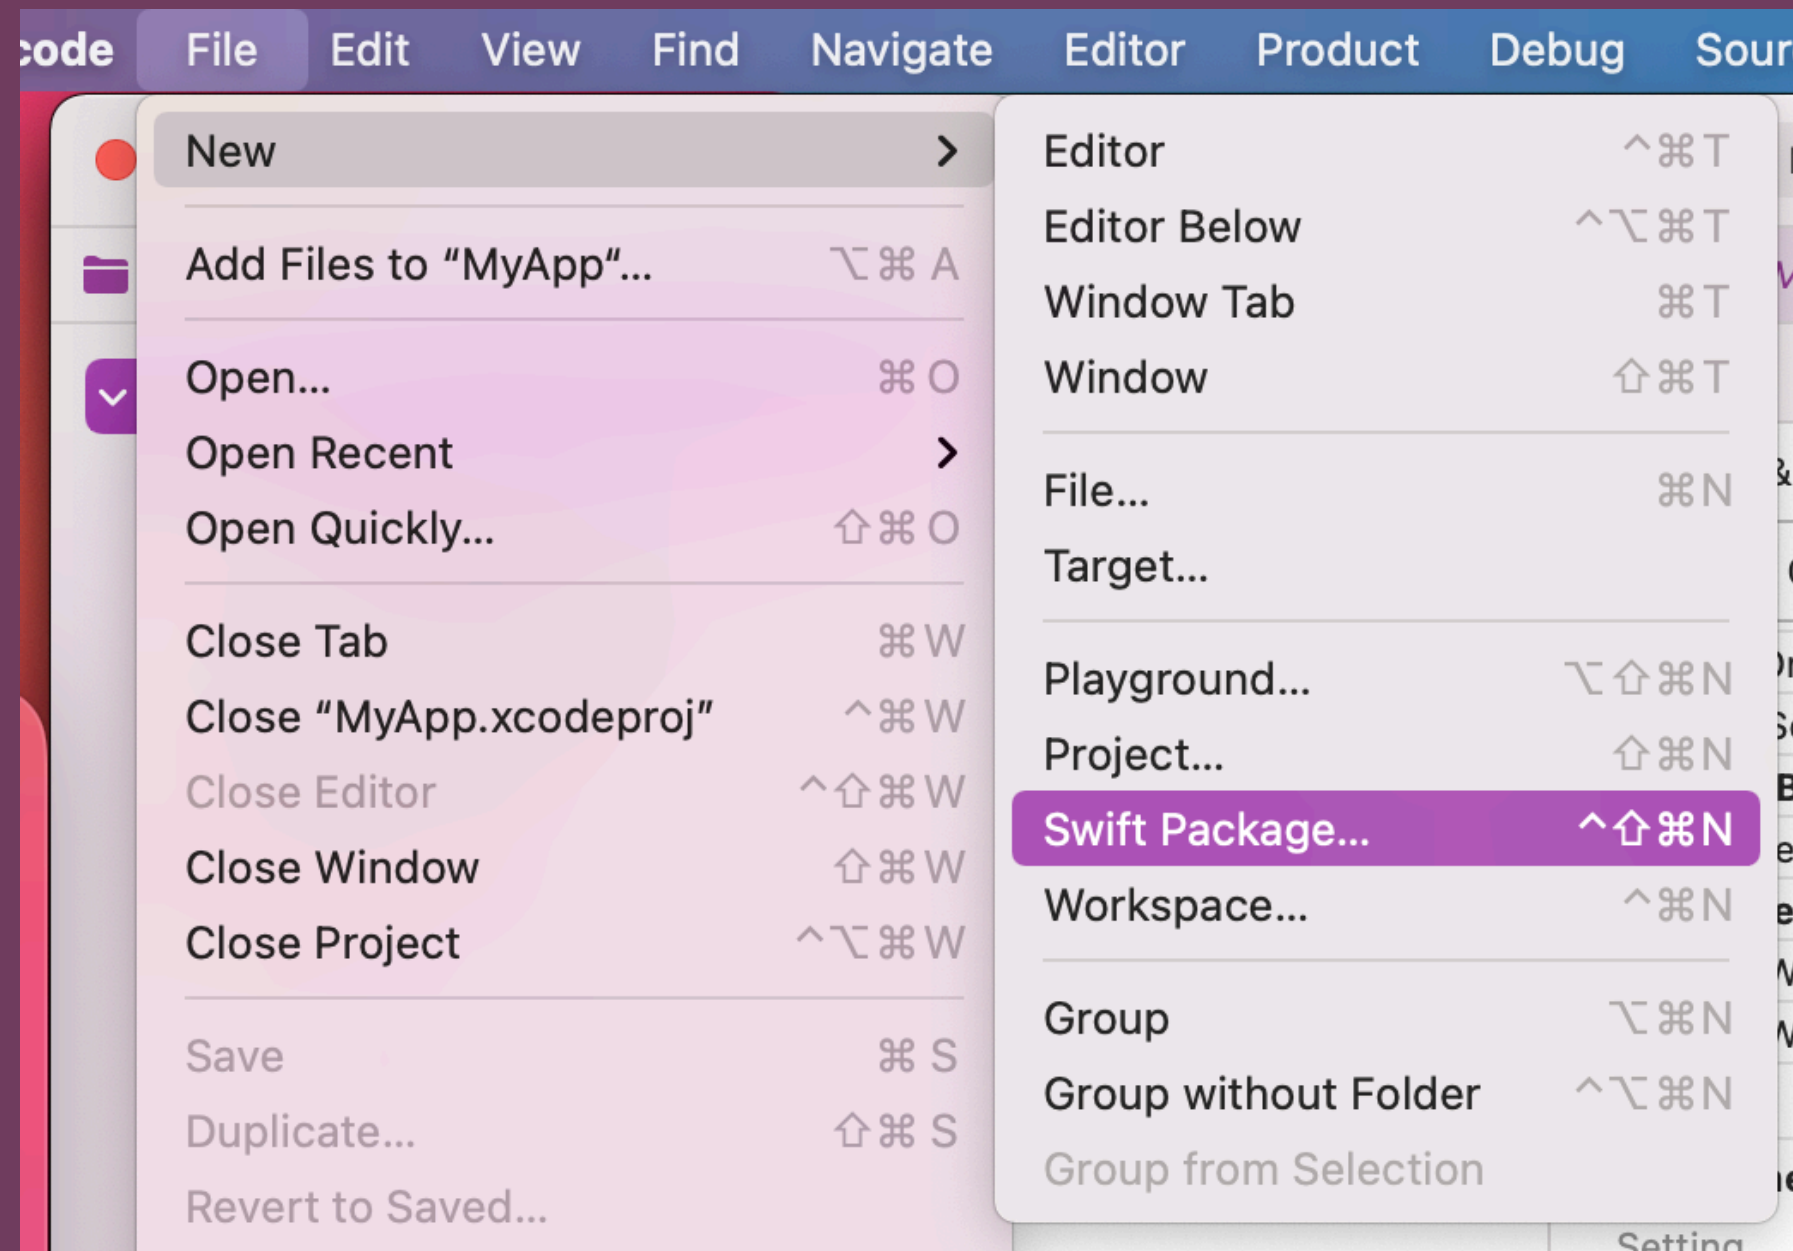 code File Edit View Find Navigate Editor Product Debug Sour
New
Add Files to “MyApp“... ⌥⌘A
Open... ⌘O
Open Recent
Open Quickly... ⇧⌘O
Close Tab ⌘W
Close “MyApp.xcodeproj” ^⌘W
Close Editor ^⇧⌘W
Close Window ⇧⌘W
Close Project ^⌥⌘W
Save ⌘S
Duplicate... ⇧⌘S
Revert to Saved...
Editor ^⌘T
Editor Below ^⌥⌘T
Window Tab ⌘T
Window ⇧⌘T
File... ⌘N
Target...
Playground... ⌥⇧⌘N
Project... ⇧⌘N
Swift Package... ^⇧⌘N
Workspace... ^⌘N
Group ⌥⌘N
Group without Folder ^⌥⌘N
Group from Selection
&
Setting